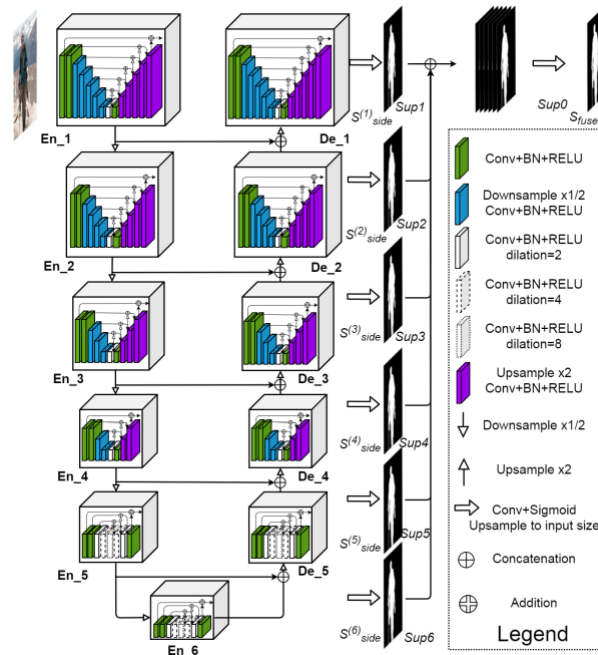 En_1
De_1
S(1)side
Sup1
Sup0
Sfuse
En_2
De_2
S(2)side
Sup2
En_3
De_3
S(3)side
Sup3
En_4
De_4
S(4)side
Sup4
En_5
De_5
S(5)side
Sup5
En_6
S(6)side
Sup6
Conv+BN+RELU
Downsample x1/2
Conv+BN+RELU
Conv+BN+RELU
dilation=2
Conv+BN+RELU
dilation=4
Conv+BN+RELU
dilation=8
Upsample x2
Conv+BN+RELU
Downsample x1/2
Upsample x2
Conv+Sigmoid
Upsample to input size
Concatenation
Addition
Legend